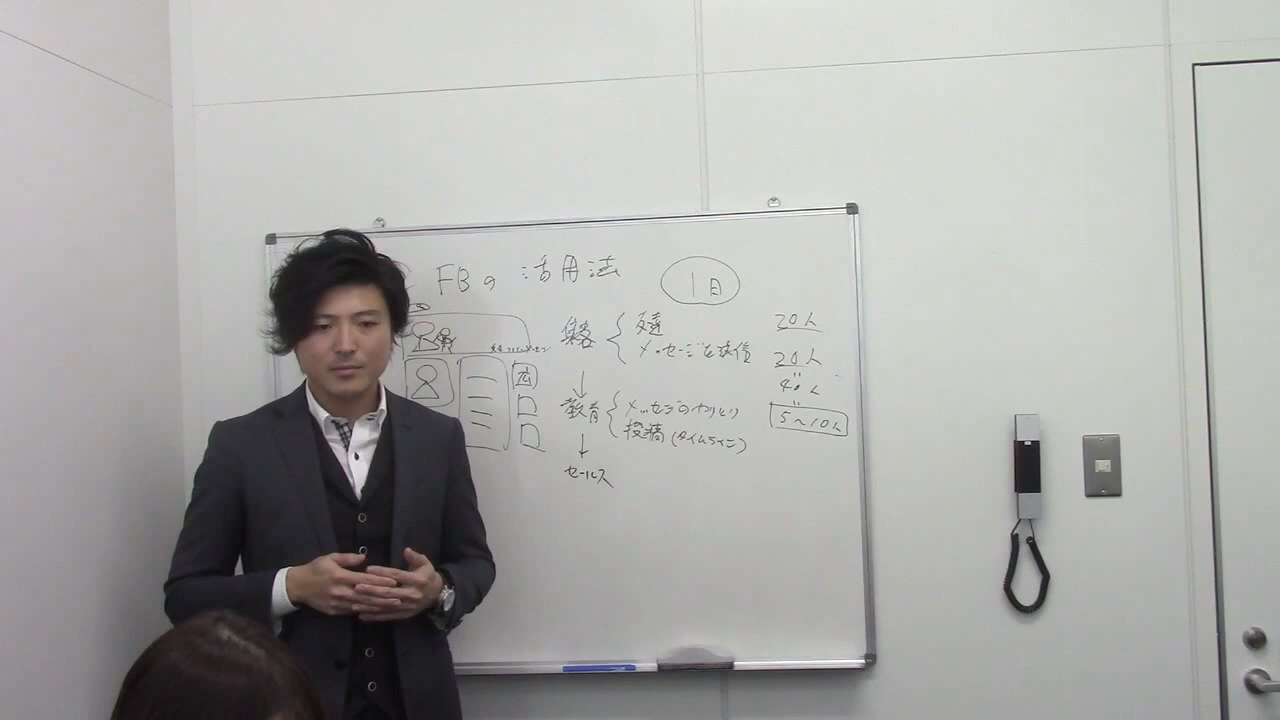 FBの活用法
1日
集客
友達
メッセージを送信
20人
20人
40人
5〜10人
広
教育
メッセージのやりとり
投稿(タイムライン)
セールス